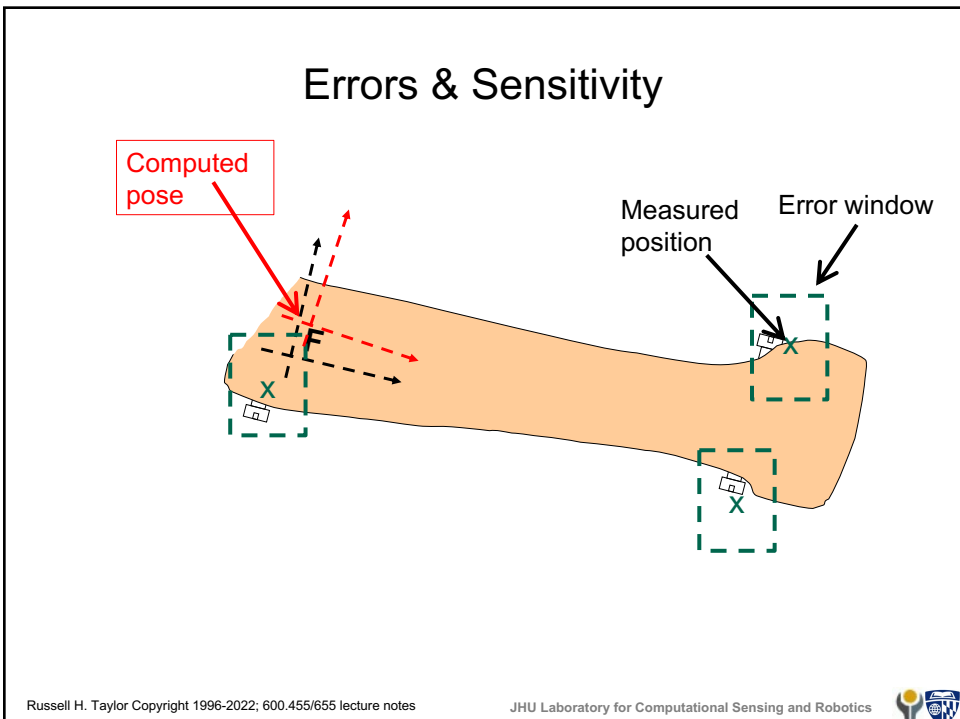 Errors & Sensitivity
Computed
pose
Measured
position
Error window
F
x
x
x
Russell H. Taylor Copyright 1996-2022; 600.455/655 lecture notes
JHU Laboratory for Computational Sensing and Robotics